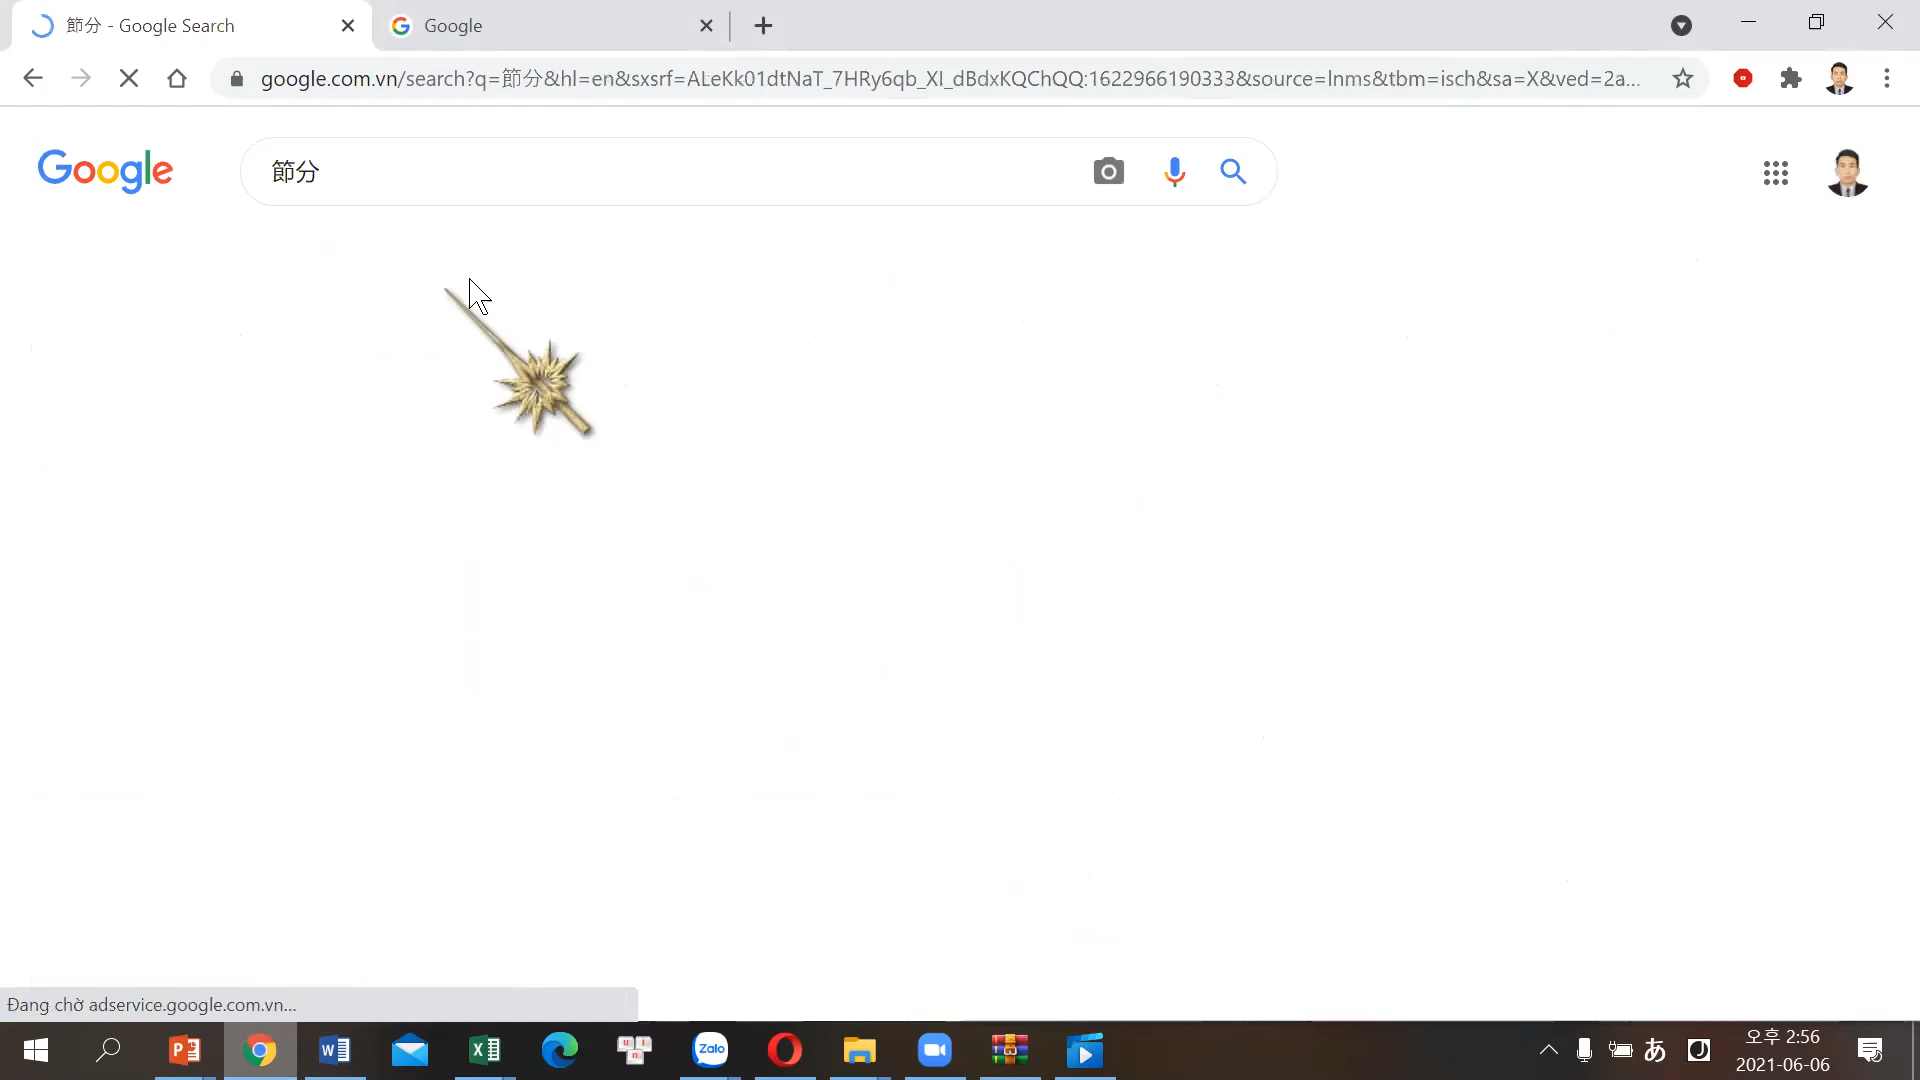 節分 - Google Search
Google
google.com.vn/search?q=節分&hl=en&sxsrf=ALeKk01dtNaT_7HRy6qb_XI_dBdxKQChQQ:1622966190333&source=lnms&tbm=isch&sa=X&ved=2a...
Google
節分
Đang chờ adservice.google.com.vn...
Zalo
あ
오후 2:56
2021-06-06